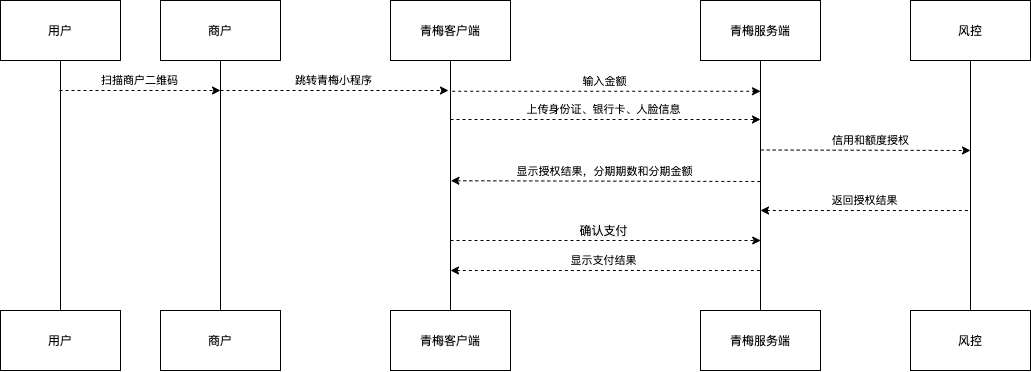 用户
商户
青梅客户端
青梅服务端
风控
扫描商户二维码
跳转青梅小程序
输入金额
上传身份证、银行卡、人脸信息
信用和额度授权
显示授权结果，分期期数和分期金额
返回授权结果
确认支付
显示支付结果
用户
商户
青梅客户端
青梅服务端
风控